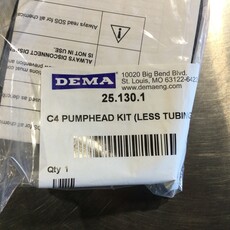 Always read SDS for all chemicals
IS NOT IN USE.
ALWAYS DISCONNECT
DEMA
10020 Big Bend Blvd.
St. Louis, MO 63122-64
www.demaeng.com
25.130.1
C4 PUMPHEAD KIT (LESS TUBING
Qty 1